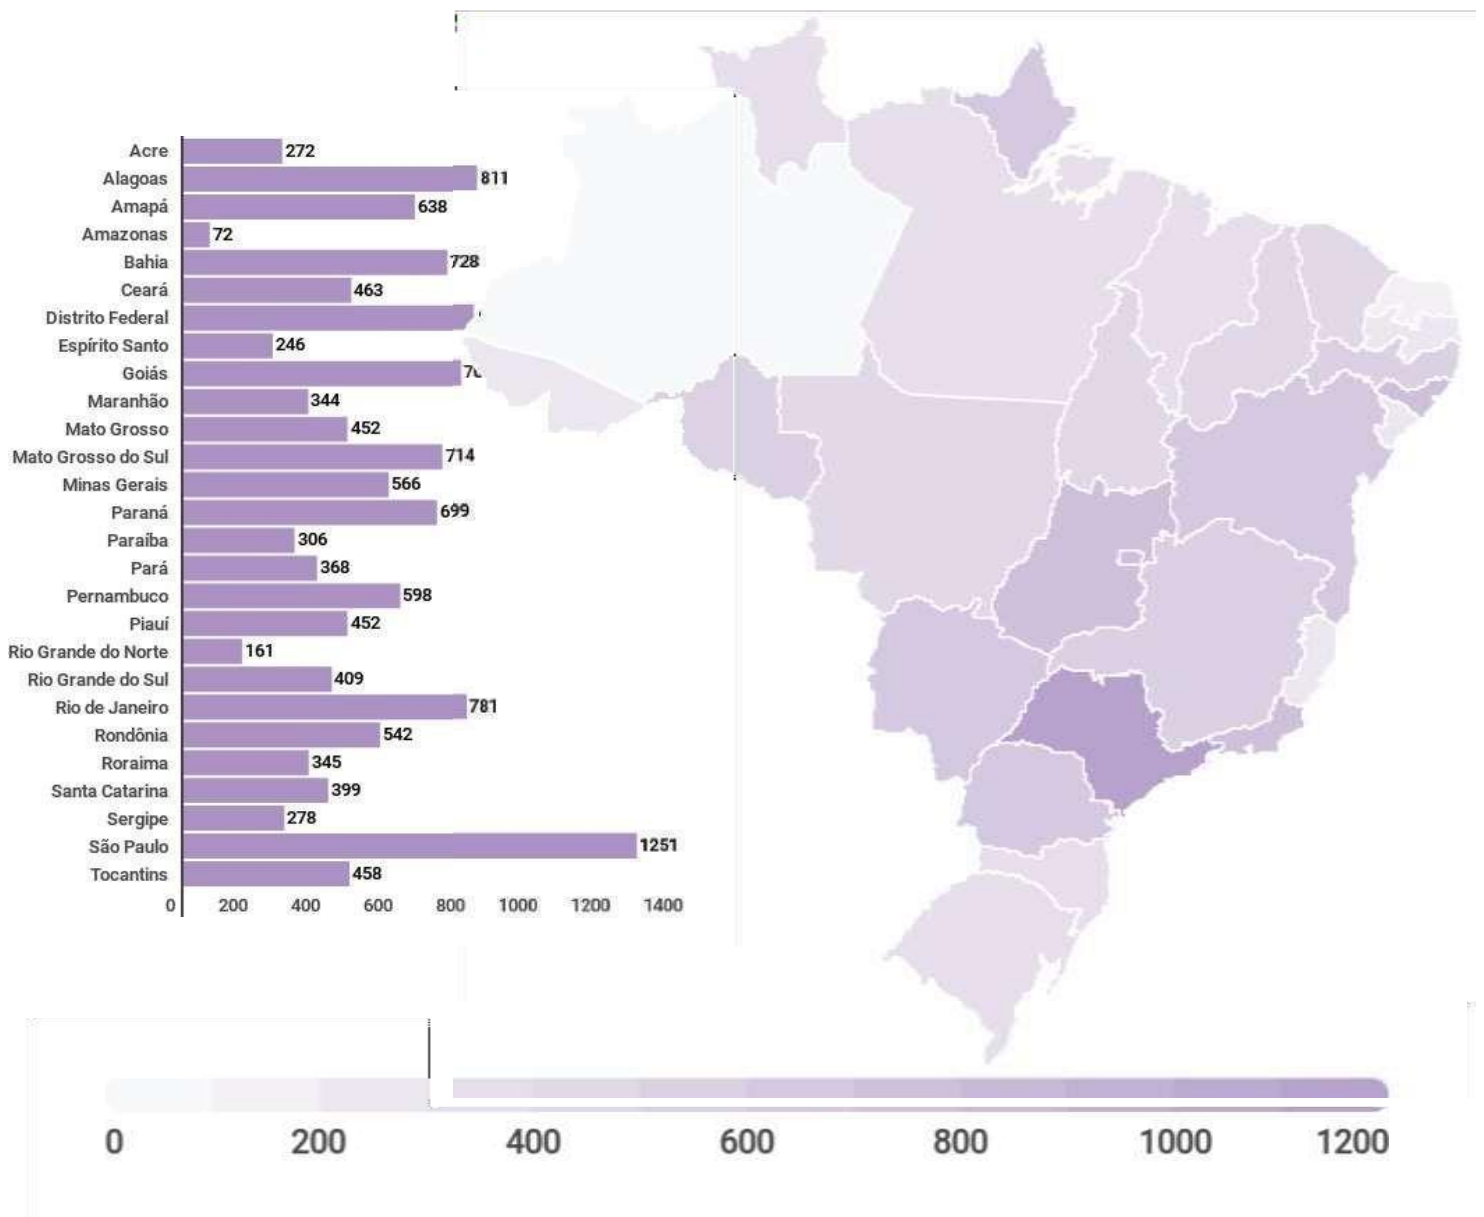 Acre 272
Alagoas 811
Amapá 638
Amazonas 72
Bahia 728
Ceará 463
Distrito Federal
Espírito Santo 246
Goiás
Maranhão 344
Mato Grosso 452
Mato Grosso do Sul 714
Minas Gerais 566
Paraná 699
Paraíba 306
Pará 368
Pernambuco 598
Piauí 452
Rio Grande do Norte 161
Rio Grande do Sul 409
Rio de Janeiro 781
Rondônia 542
Roraima 345
Santa Catarina 399
Sergipe 278
São Paulo 1251
Tocantins 458
0 200 400 600 800 1000 1200 1400
0 200 400 600 800 1000 1200